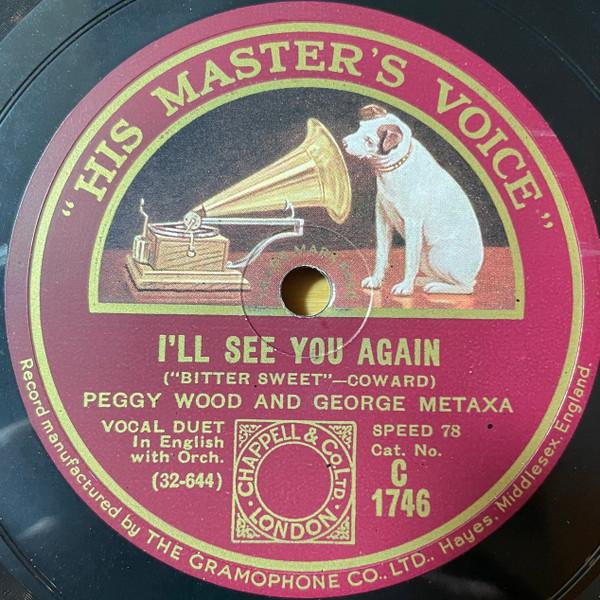 "HIS MASTER'S VOICE"
I'LL SEE YOU AGAIN
("BITTER SWEET"—COWARD)
PEGGY WOOD AND GEORGE METAXA
VOCAL DUET
In English
with Orch.
(32-644)
CHAPPELL & Co LTD.
· LONDON ·
SPEED 78
Cat. No.
C
1746
Record manufactured by THE GRAMOPHONE CO., LTD., Hayes, Middlesex, England.